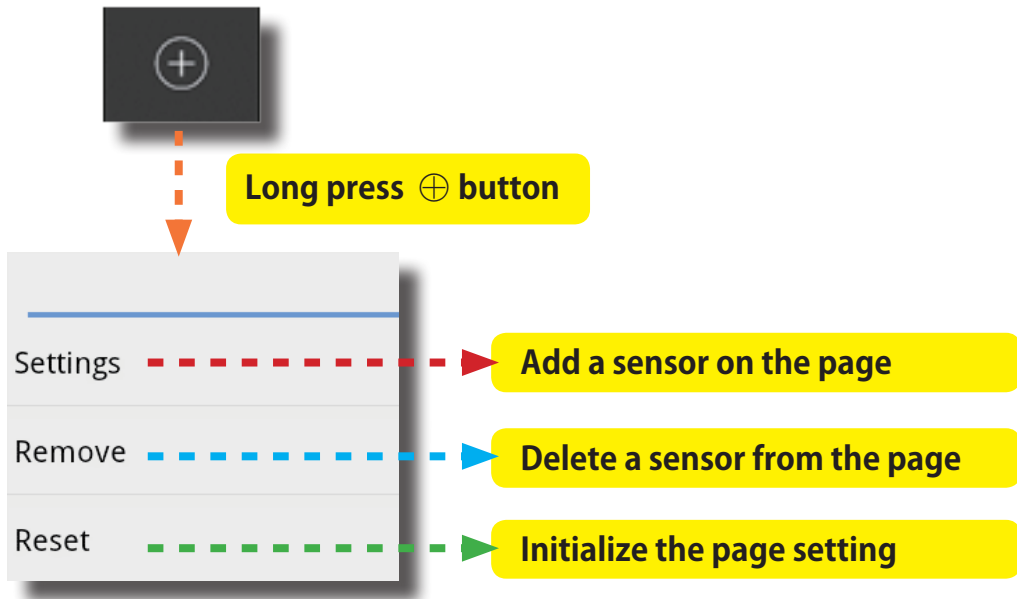 Long press ⊕ button
Settings
Add a sensor on the page
Remove
Delete a sensor from the page
Reset
Initialize the page setting